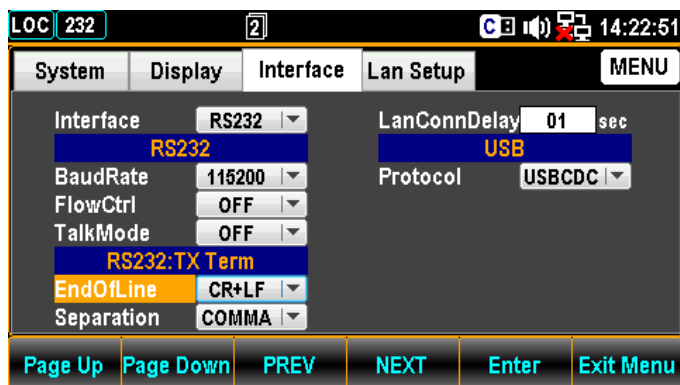 LOC 232 2 C 14:22:51
System Display Interface Lan Setup MENU
Interface RS232 LanConnDelay 01 sec
RS232 USB
BaudRate 115200 Protocol USBCDC
FlowCtrl OFF
TalkMode OFF
RS232:TX Term
EndOfLine CR+LF
Separation COMMA
Page Up Page Down PREV NEXT Enter Exit Menu